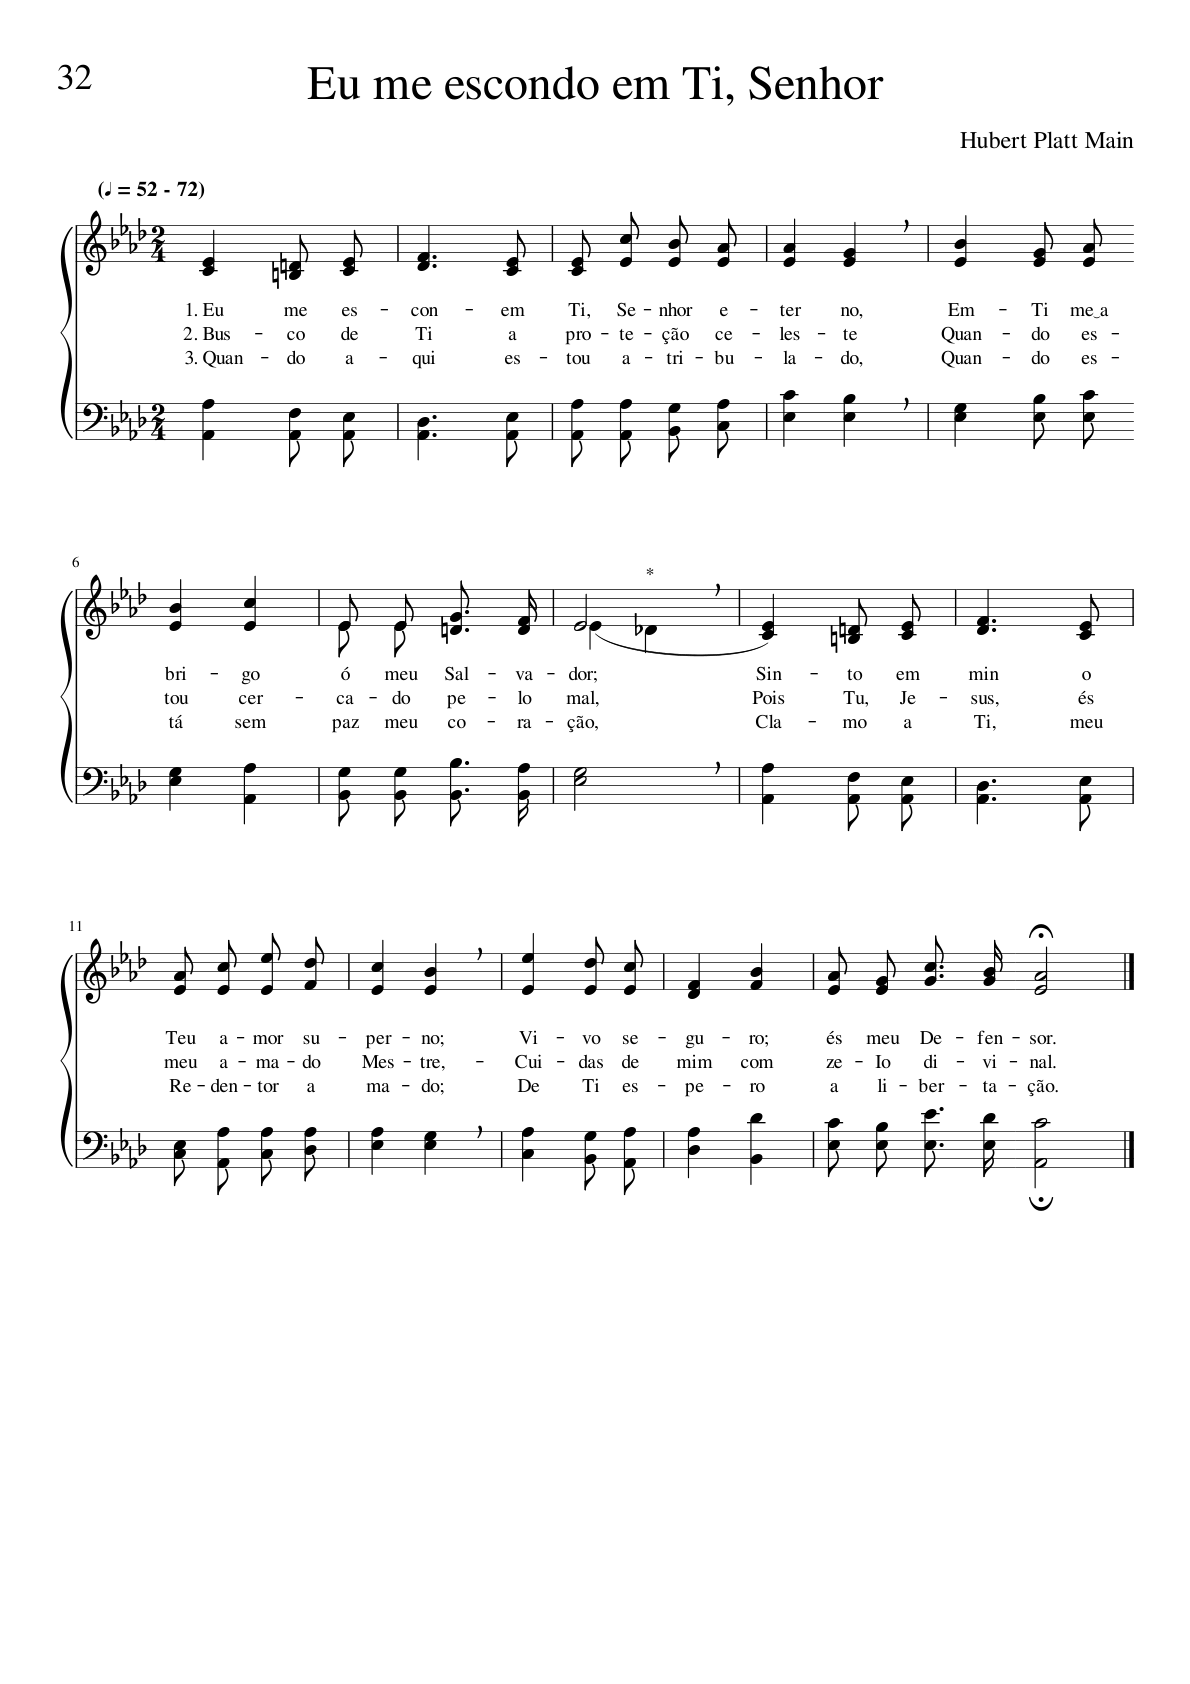 32
Eu me escondo em Ti, Senhor
Hubert Platt Main
(♩ = 52 - 72)
1. Eu me es - con - em Ti, Se - nhor e - ter no, Em - Ti me‿a
2. Bus - co de Ti a pro - te - ção ce - les - te Quan - do es -
3. Quan - do a - qui es - tou a - tri - bu - la - do, Quan - do es -
6
*
bri - go ó meu Sal - va - dor; Sin - to em min o
tou cer - ca - do pe - lo mal, Pois Tu, Je - sus, és
tá sem paz meu co - ra - ção, Cla - mo a Ti, meu
11
Teu a - mor su - per - no; Vi - vo se - gu - ro; és meu De - fen - sor.
meu a - ma - do Mes - tre, - Cui - das de mim com ze - Io di - vi - nal.
Re - den - tor a ma - do; De Ti es - pe - ro a li - ber - ta - ção.